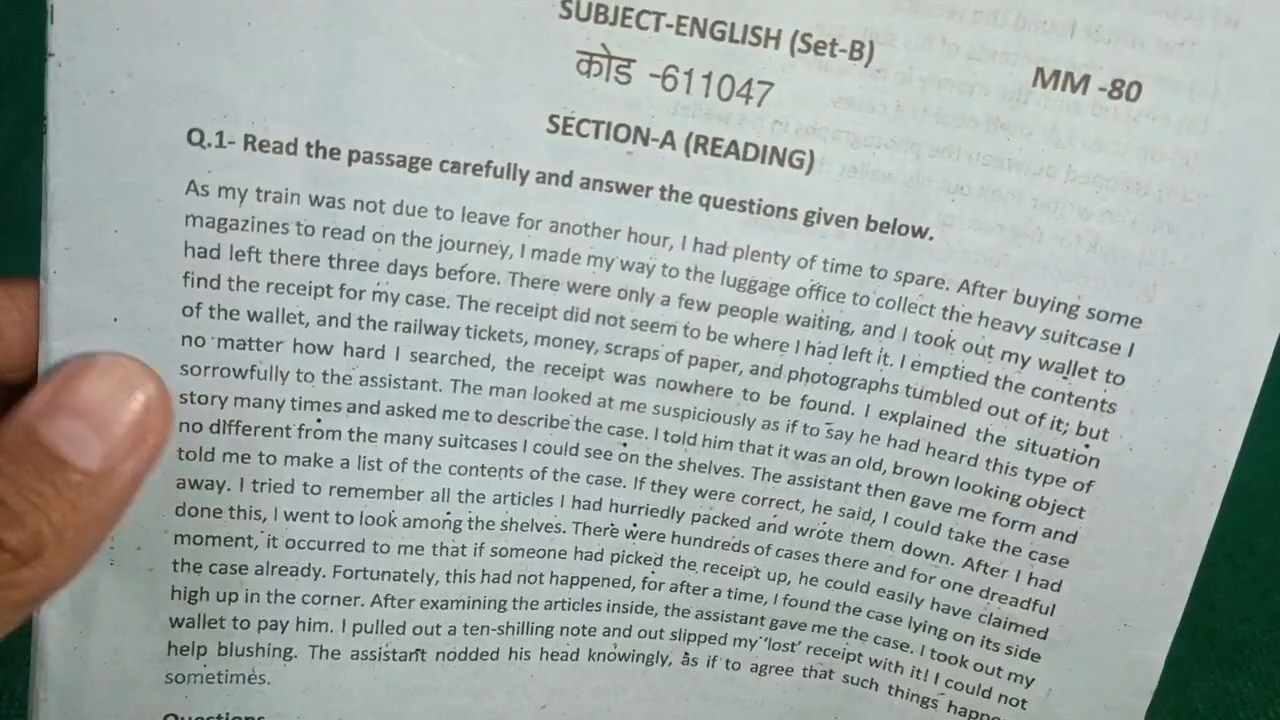 SUBJECT-ENGLISH (Set-B)
कोड -611047
MM -80
SECTION-A (READING)
Q.1- Read the passage carefully and answer the questions given below.
As my train was not due to leave for another hour, I had plenty of time to spare. After buying some
magazines to read on the journey, I made my way to the luggage office to collect the heavy suitcase I
had left there three days before. There were only a few people waiting, and I took out my wallet to
find the receipt for my case. The receipt did not seem to be where I had left it. I emptied the contents
of the wallet, and the railway tickets, money, scraps of paper, and photographs tumbled out of it; but
no matter how hard I searched, the receipt was nowhere to be found. I explained the situation
sorrowfully to the assistant. The man looked at me suspiciously as if to say he had heard this type of
story many times and asked me to describe the case. I told him that it was an old, brown looking object
no different from the many suitcases I could see on the shelves. The assistant then gave me form and
told me to make a list of the contents of the case. If they were correct, he said, I could take the case
away. I tried to remember all the articles I had hurriedly packed and wrote them down. After I had
done this, I went to look among the shelves. There were hundreds of cases there and for one dreadful
moment, it occurred to me that if someone had picked the receipt up, he could easily have claimed
the case already. Fortunately, this had not happened, for after a time, I found the case lying on its side
high up in the corner. After examining the articles inside, the assistant gave me the case. I took out my
wallet to pay him. I pulled out a ten-shilling note and out slipped my 'lost' receipt with it! I could not
help blushing. The assistant nodded his head knowingly, as if to agree that such things happe
sometimes.
Questions